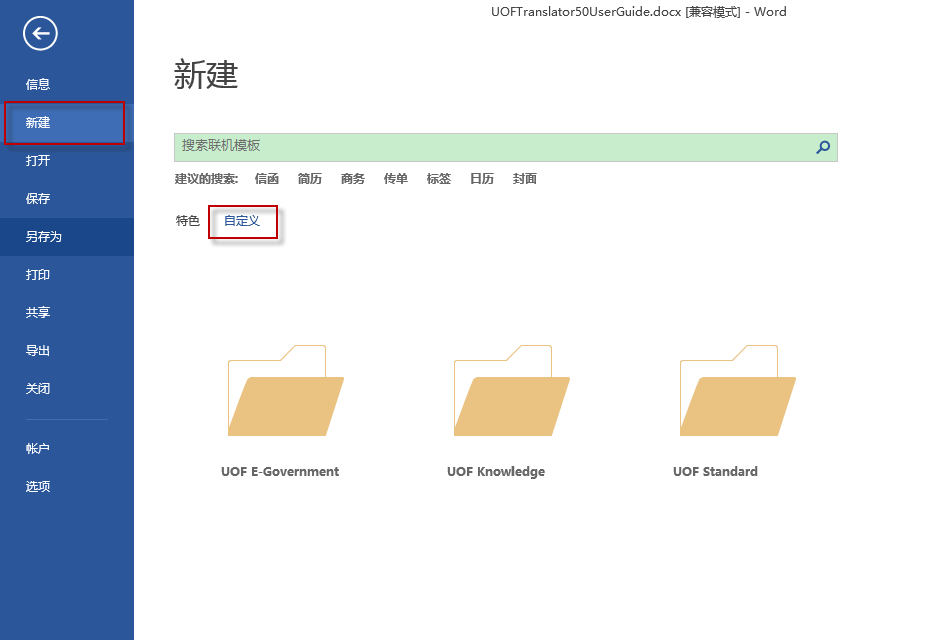 UOFTranslator50UserGuide.docx [兼容模式] - Word
信息
新建
打开
保存
另存为
打印
共享
导出
关闭
帐户
选项
新建
搜索联机模板
建议的搜索: 信函 简历 商务 传单 标签 日历 封面
特色 自定义
UOF E-Government UOF Knowledge UOF Standard